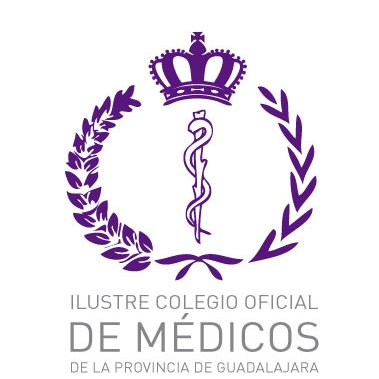 ILUSTRE COLEGIO OFICIAL
DE MÉDICOS
DE LA PROVINCIA DE GUADALAJARA